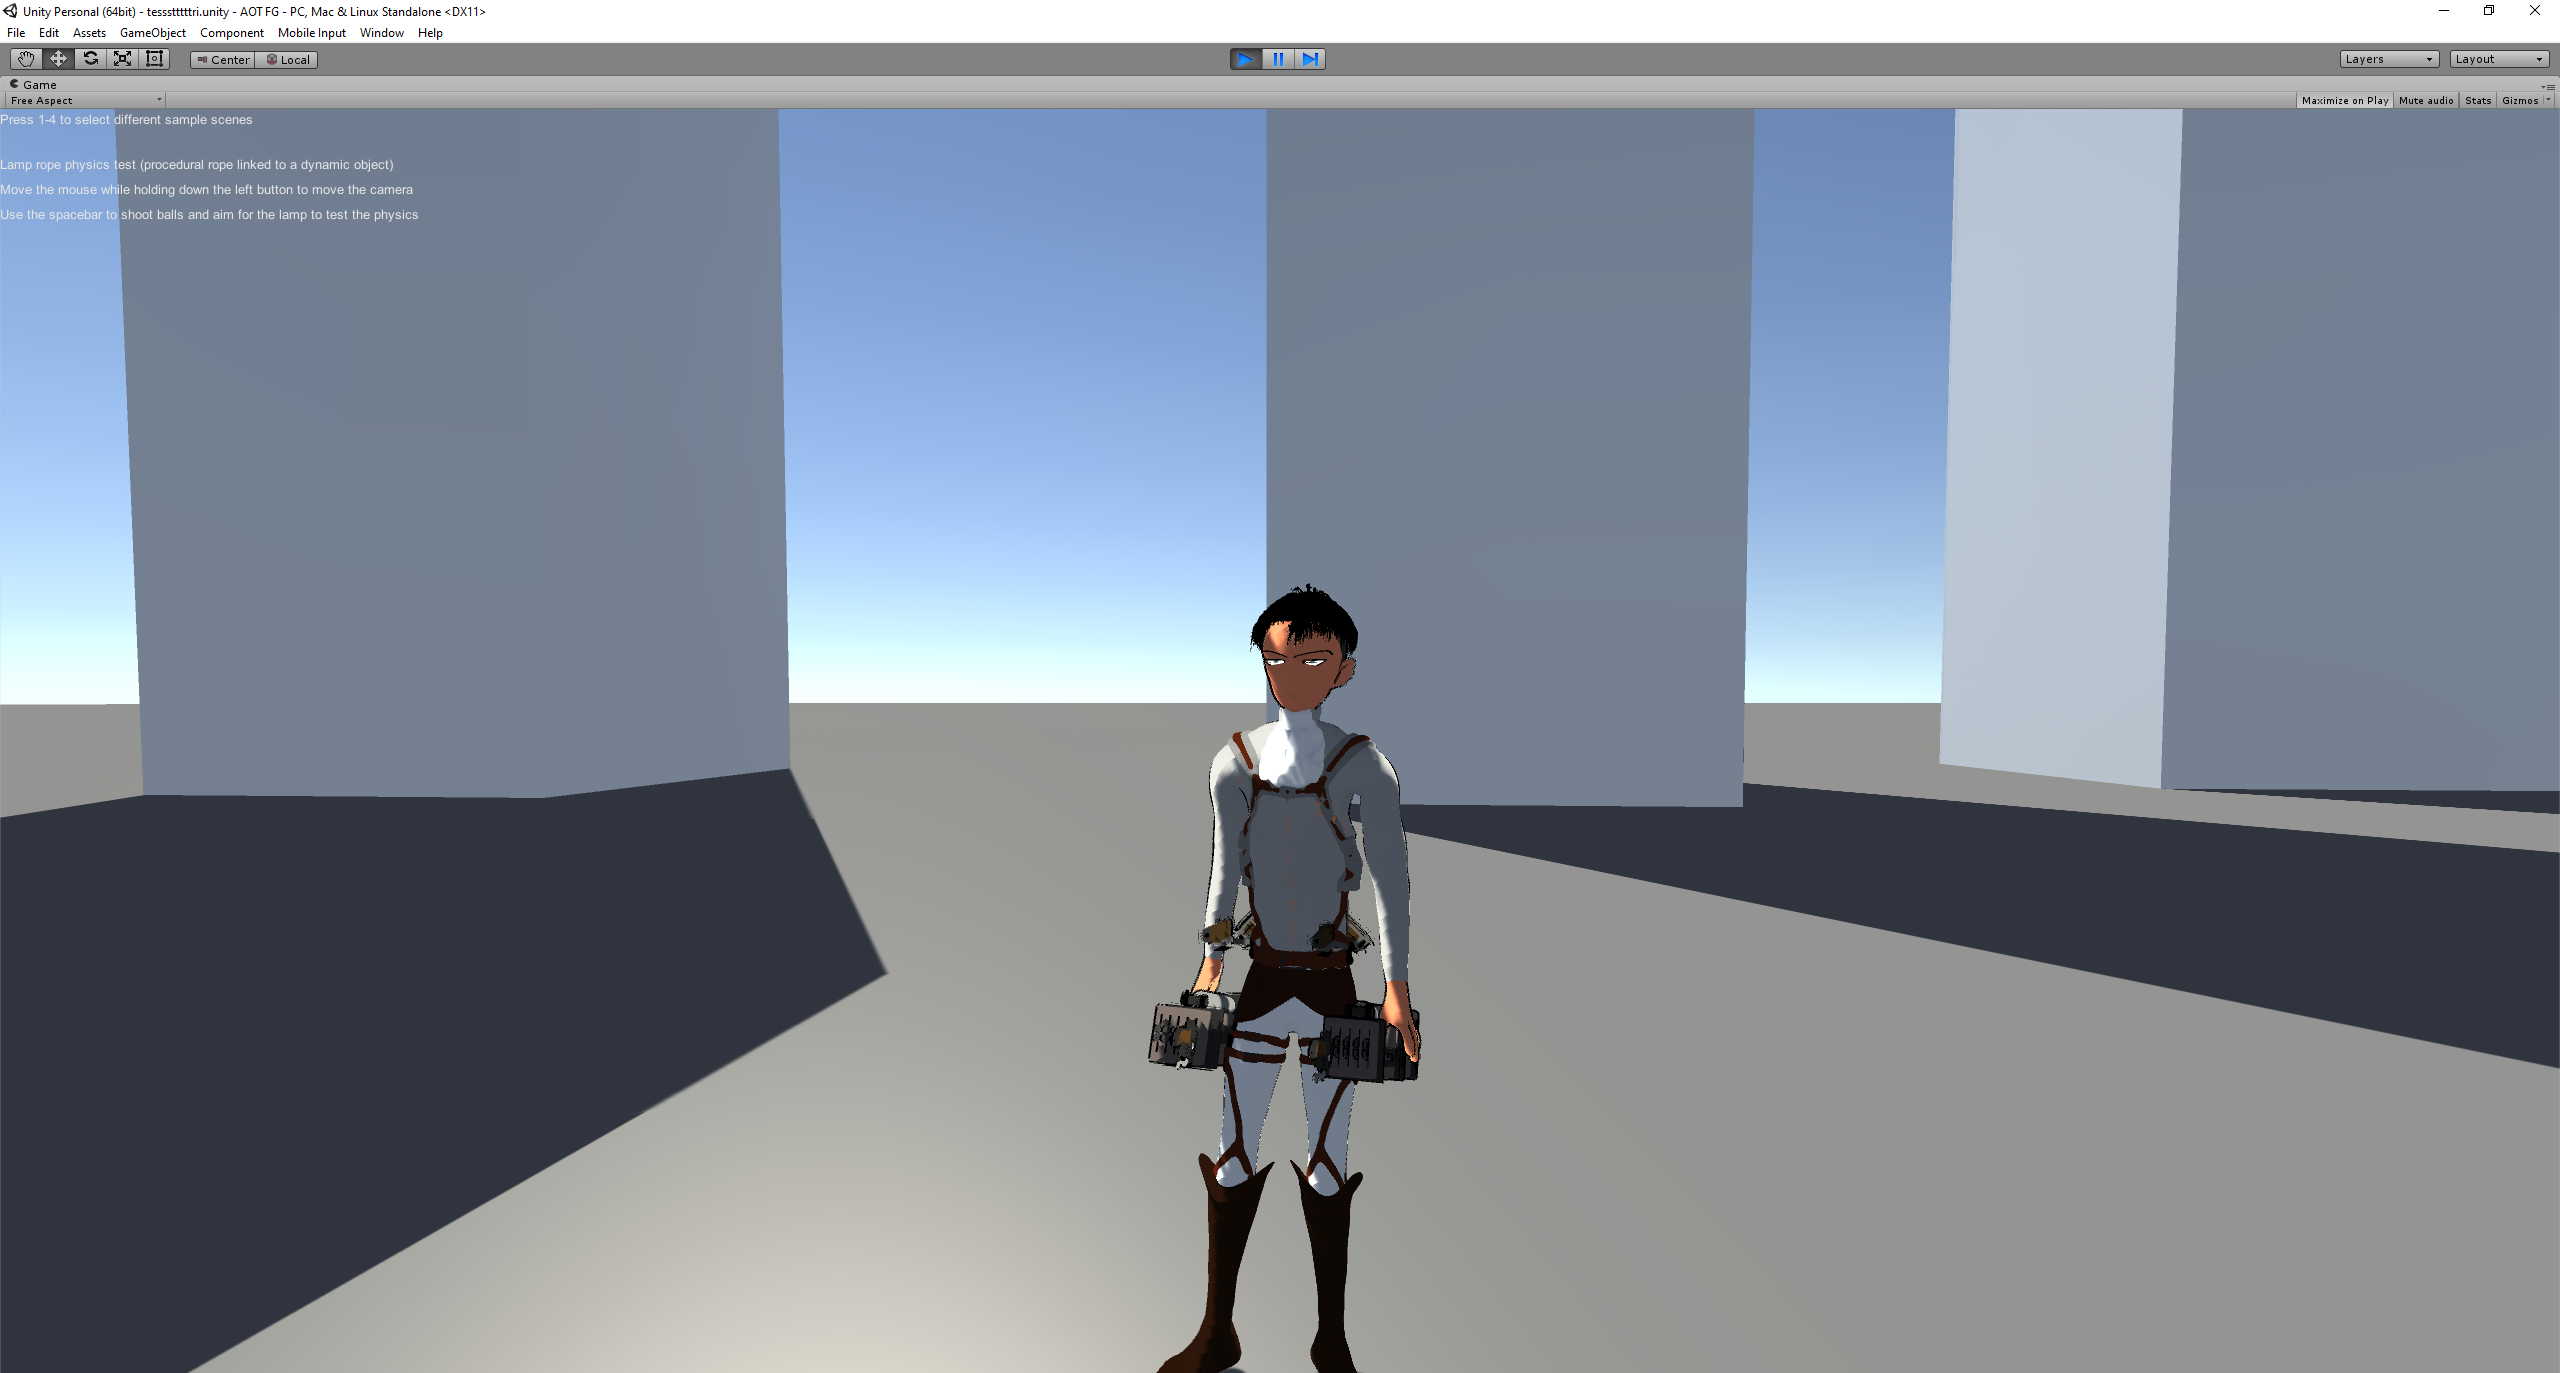 Unity Personal (64bit) - tesssttttttri.unity - AOT FG - PC, Mac & Linux Standalone <DX11>
File Edit Assets GameObject Component Mobile Input Window Help
Center Local Layers Layout
Game
Free Aspect Maximize on Play Mute audio Stats Gizmos
Press 1-4 to select different sample scenes
Lamp rope physics test (procedural rope linked to a dynamic object)
Move the mouse while holding down the left button to move the camera
Use the spacebar to shoot balls and aim for the lamp to test the physics